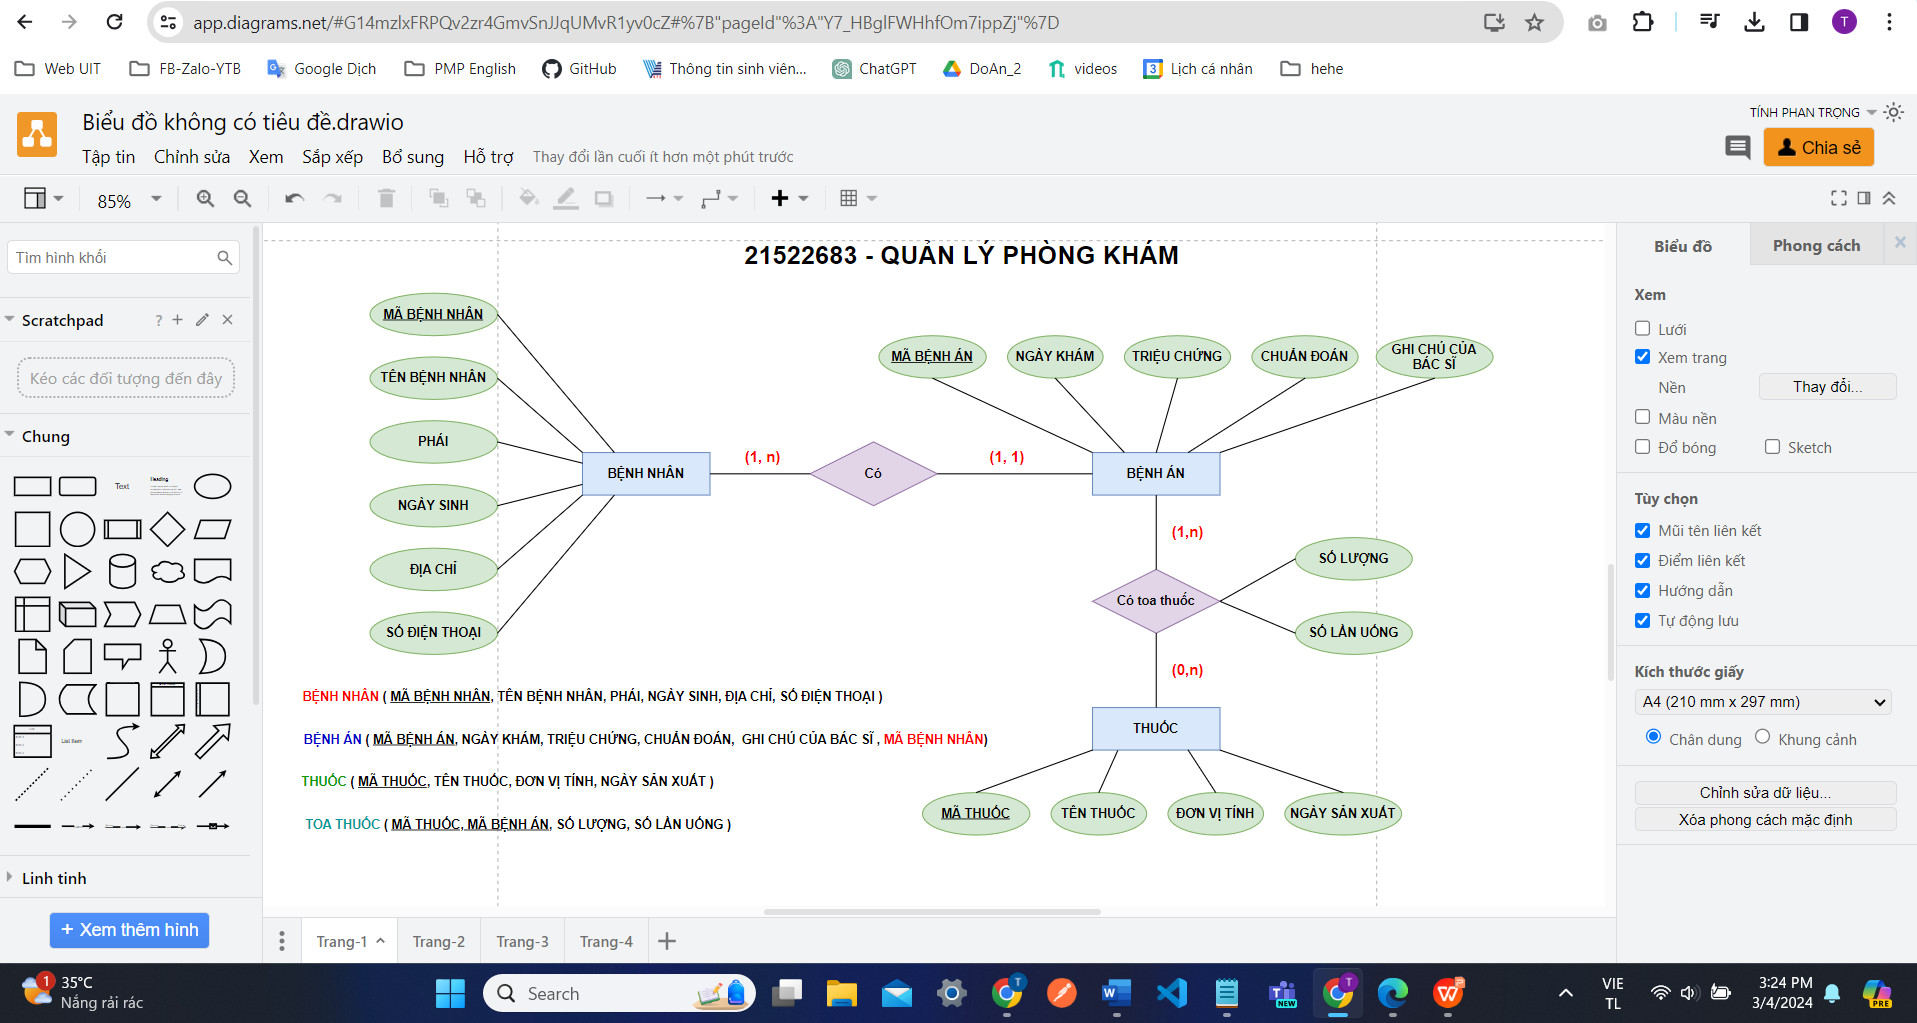 app.diagrams.net/#G14mzlxFRPQv2zr4GmvSnJJqUMvR1yv0cZ#%7B"pageId"%3A"Y7_HBglFWHhfOm7ippZj"%7D
T
Web UIT
FB-Zalo-YTB
Google Dịch
PMP English
GitHub
Thông tin sinh viên...
ChatGPT
DoAn_2
videos
3
Lịch cá nhân
hehe
Biểu đồ không có tiêu đề.drawio
TÍNH PHAN TRỌNG
Tập tin Chỉnh sửa Xem Sắp xếp Bổ sung Hỗ trợ Thay đổi lần cuối ít hơn một phút trước
Chia sẻ
85%
Tìm hình khối
Scratchpad
?
Kéo các đối tượng đến đây
Chung
Text
Heading
List Item
Linh tinh
+ Xem thêm hình
21522683 - QUẢN LÝ PHÒNG KHÁM
MÃ BỆNH NHÂN
TÊN BỆNH NHÂN
PHÁI
NGÀY SINH
ĐỊA CHỈ
SỐ ĐIỆN THOẠI
BỆNH NHÂN
(1, n)
Có
(1, 1)
BỆNH ÁN
MÃ BỆNH ÁN
NGÀY KHÁM
TRIỆU CHỨNG
CHUẨN ĐOÁN
GHI CHÚ CỦA
BÁC SĨ
(1,n)
Có toa thuốc
SỐ LƯỢNG
SỐ LẦN UỐNG
(0,n)
THUỐC
MÃ THUỐC
TÊN THUỐC
ĐƠN VỊ TÍNH
NGÀY SẢN XUẤT
BỆNH NHÂN ( MÃ BỆNH NHÂN, TÊN BỆNH NHÂN, PHÁI, NGÀY SINH, ĐỊA CHỈ, SỐ ĐIỆN THOẠI )
BỆNH ÁN ( MÃ BỆNH ÁN, NGÀY KHÁM, TRIỆU CHỨNG, CHUẨN ĐOÁN, GHI CHÚ CỦA BÁC SĨ , MÃ BỆNH NHÂN)
THUỐC ( MÃ THUỐC, TÊN THUỐC, ĐƠN VỊ TÍNH, NGÀY SẢN XUẤT )
TOA THUỐC ( MÃ THUỐC, MÃ BỆNH ÁN, SỐ LƯỢNG, SỐ LẦN UỐNG )
Trang-1
Trang-2
Trang-3
Trang-4
Biểu đồ
Phong cách
Xem
Lưới
Xem trang
Nền
Thay đổi...
Màu nền
Đổ bóng
Sketch
Tùy chọn
Mũi tên liên kết
Điểm liên kết
Hướng dẫn
Tự động lưu
Kích thước giấy
A4 (210 mm x 297 mm)
Chân dung
Khung cảnh
Chỉnh sửa dữ liệu...
Xóa phong cách mặc định
1
35°C
Nắng rải rác
Search
T
W
T
NEW
T
VIE
TL
3:24 PM
3/4/2024
PRE